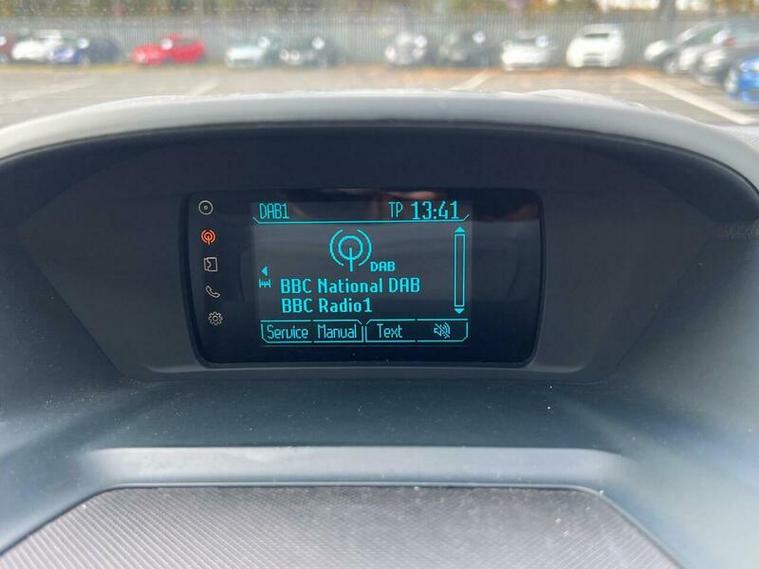 DAB1 TP 13:41
DAB
BBC National DAB
BBC Radio1
Service Manual Text